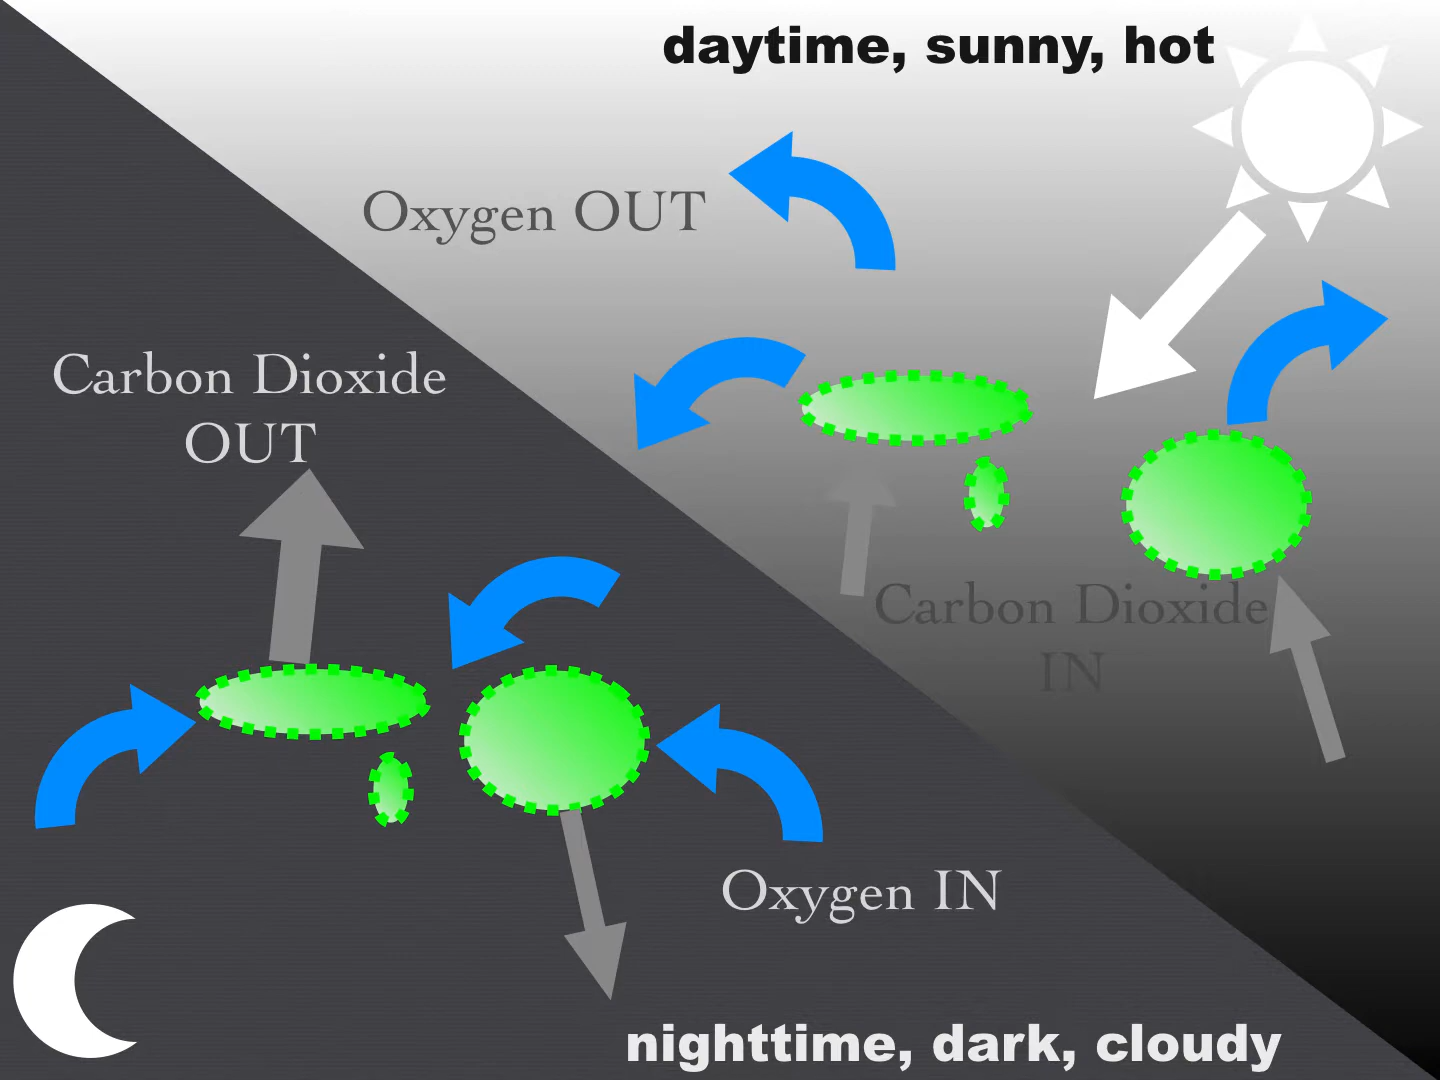 daytime, sunny, hot
Oxygen OUT
Carbon Dioxide
OUT
Carbon Dioxide
IN
Oxygen IN
nighttime, dark, cloudy